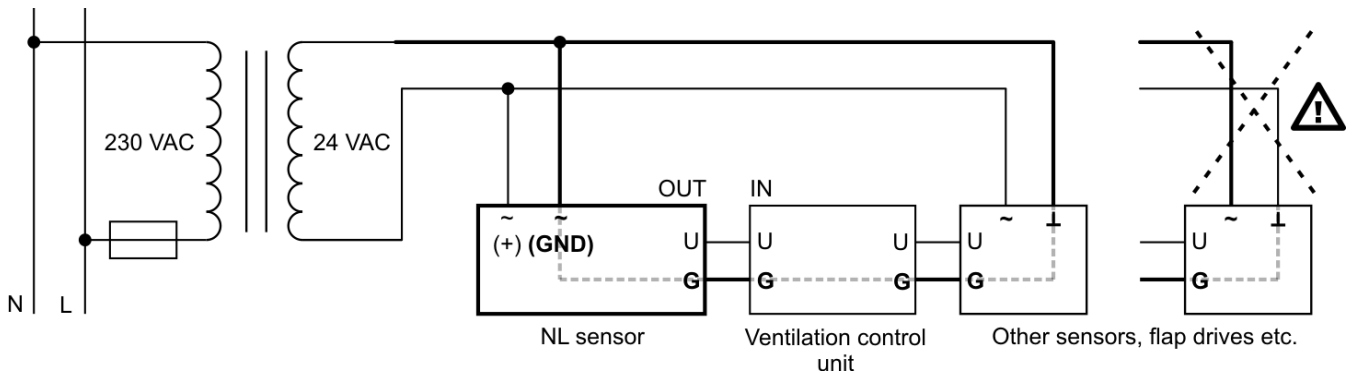 230 VAC
24 VAC
OUT
IN
~
~
~
⊥
~
⊥
(+) (GND)
U
U
U
U
U
G
G
G
G
G
N
L
NL sensor
Ventilation control
unit
Other sensors, flap drives etc.
!